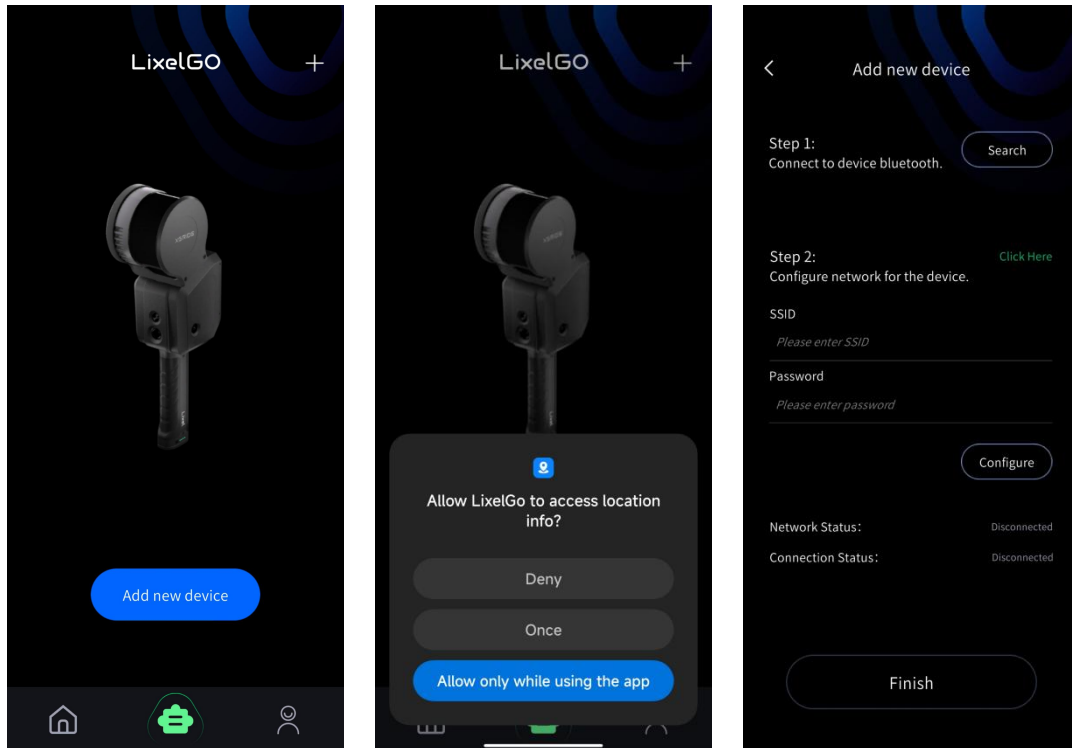 LixelGO
+
XGRIDS
Lixel
Add new device
LixelGO
+
Allow LixelGo to access location
info?
Deny
Once
Allow only while using the app
Add new device
Step 1:
Connect to device bluetooth.
Search
Step 2:
Click Here
Configure network for the device.
SSID
Please enter SSID
Password
Please enter password
Configure
Network Status:
Disconnected
Connection Status:
Disconnected
Finish